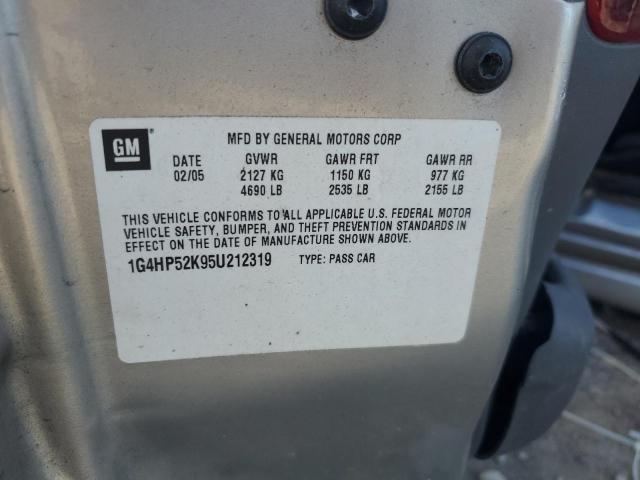 GM
MFD BY GENERAL MOTORS CORP
DATE GVWR GAWR FRT GAWR RR
02/05 2127 KG 1150 KG 977 KG
4690 LB 2535 LB 2155 LB
THIS VEHICLE CONFORMS TO ALL APPLICABLE U.S. FEDERAL MOTOR
VEHICLE SAFETY, BUMPER, AND THEFT PREVENTION STANDARDS IN
EFFECT ON THE DATE OF MANUFACTURE SHOWN ABOVE.
1G4HP52K95U212319 TYPE: PASS CAR